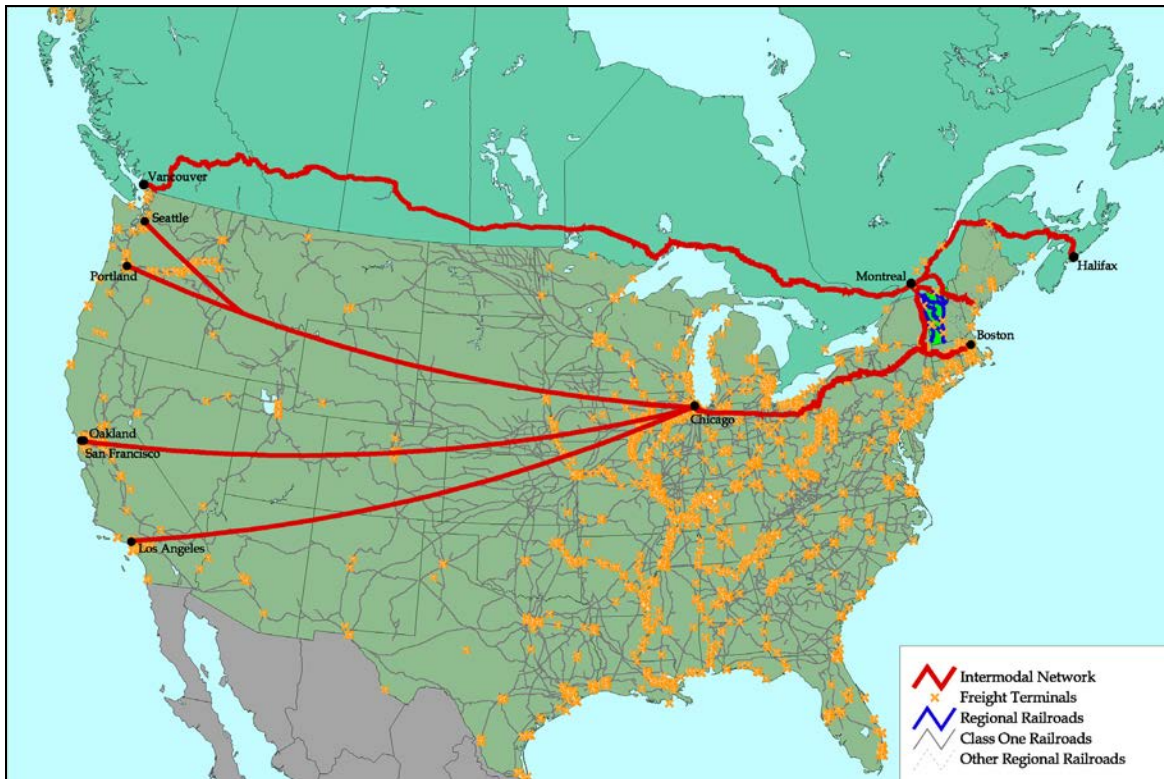 Vancouver
Seattle
Portland
Montreal
Halifax
Boston
Chicago
Oakland
San Francisco
Los Angeles
Intermodal Network
Freight Terminals
Regional Railroads
Class One Railroads
Other Regional Railroads